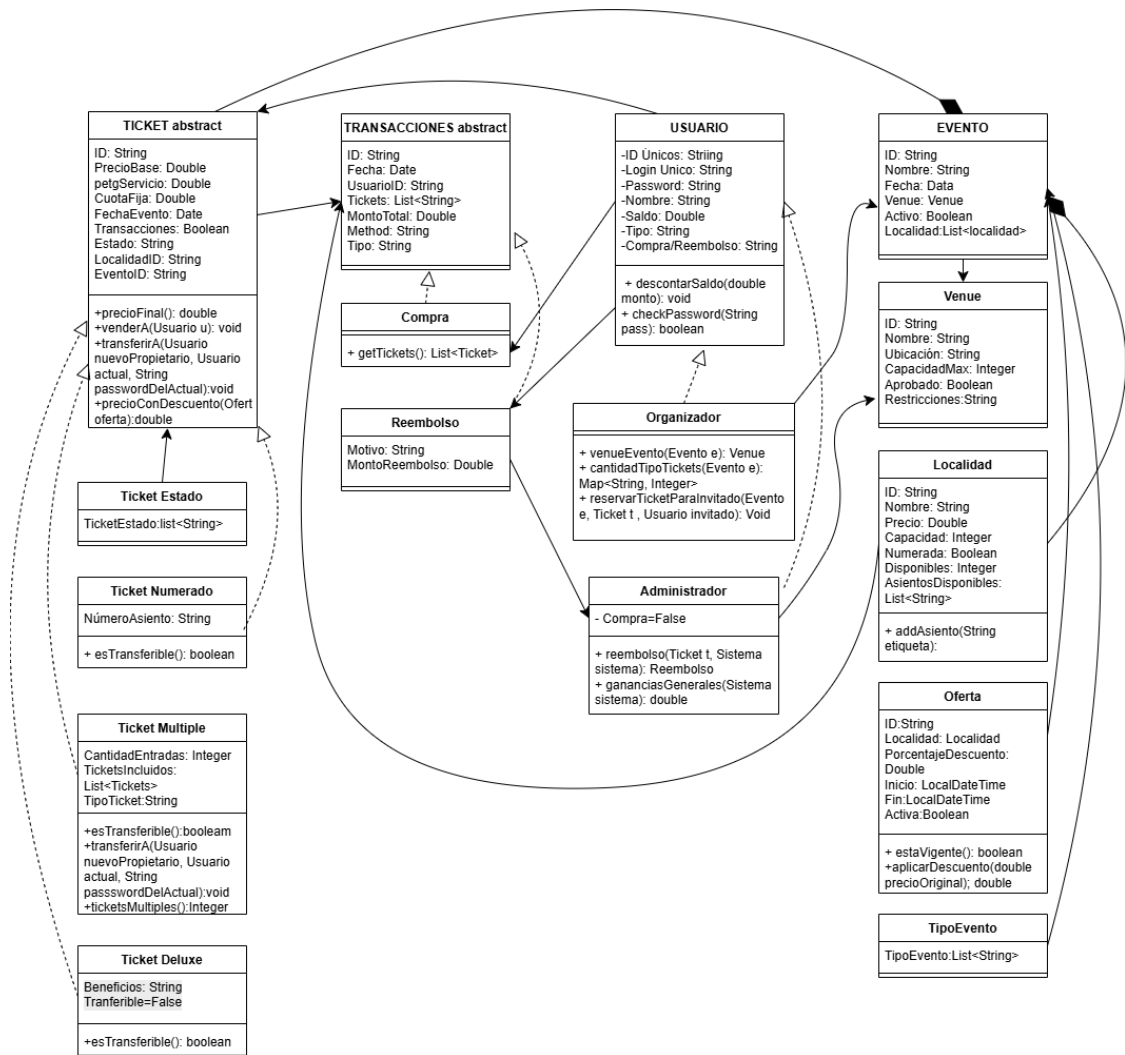 TICKET abstract
ID: String
PrecioBase: Double
petgServicio: Double
CuotaFija: Double
FechaEvento: Date
Transacciones: Boolean
Estado: String
LocalidadID: String
EventoID: String
+precioFinal(): double
+venderA(Usuario u): void
+transferirA(Usuario
nuevoPropietario, Usuario
actual, String
passwordDelActual):void
+precioConDescuento(Ofert
oferta):double
Ticket Estado
TicketEstado:list<String>
Ticket Numerado
NúmeroAsiento: String
+ esTransferible(): boolean
Ticket Multiple
CantidadEntradas: Integer
TicketsIncluidos:
List<Tickets>
TipoTicket:String
+esTransferible():booleam
+transferirA(Usuario
nuevoPropietario, Usuario
actual, String
passswordDelActual):void
+ticketsMultiples():Integer
Ticket Deluxe
Beneficios: String
Tranferible=False
+esTransferible(): boolean
TRANSACCIONES abstract
ID: String
Fecha: Date
UsuarioID: String
Tickets: List<String>
MontoTotal: Double
Method: String
Tipo: String
Compra
+ getTickets(): List<Ticket>
Reembolso
Motivo: String
MontoReembolso: Double
USUARIO
-ID Únicos: Striing
-Login Unico: String
-Password: String
-Nombre: String
-Saldo: Double
-Tipo: String
-Compra/Reembolso: String
+ descontarSaldo(double
monto): void
+ checkPassword(String
pass): boolean
Organizador
+ venueEvento(Evento e): Venue
+ cantidadTipoTickets(Evento e):
Map<String, Integer>
+ reservarTicketParaInvitado(Evento
e, Ticket t , Usuario invitado): Void
Administrador
- Compra=False
+ reembolso(Ticket t, Sistema
sistema): Reembolso
+ gananciasGenerales(Sistema
sistema): double
EVENTO
ID: String
Nombre: String
Fecha: Data
Venue: Venue
Activo: Boolean
Localidad:List<localidad>
Venue
ID: String
Nombre: String
Ubicación: String
CapacidadMax: Integer
Aprobado: Boolean
Restricciones:String
Localidad
ID: String
Nombre: String
Precio: Double
Capacidad: Integer
Numerada: Boolean
Disponibles: Integer
AsientosDisponibles:
List<String>
+ addAsiento(String
etiqueta):
Oferta
ID:String
Localidad: Localidad
PorcentajeDescuento:
Double
Inicio: LocalDateTime
Fin:LocalDateTime
Activa:Boolean
+ estaVigente(): boolean
+aplicarDescuento(double
precioOriginal); double
TipoEvento
TipoEvento:List<String>